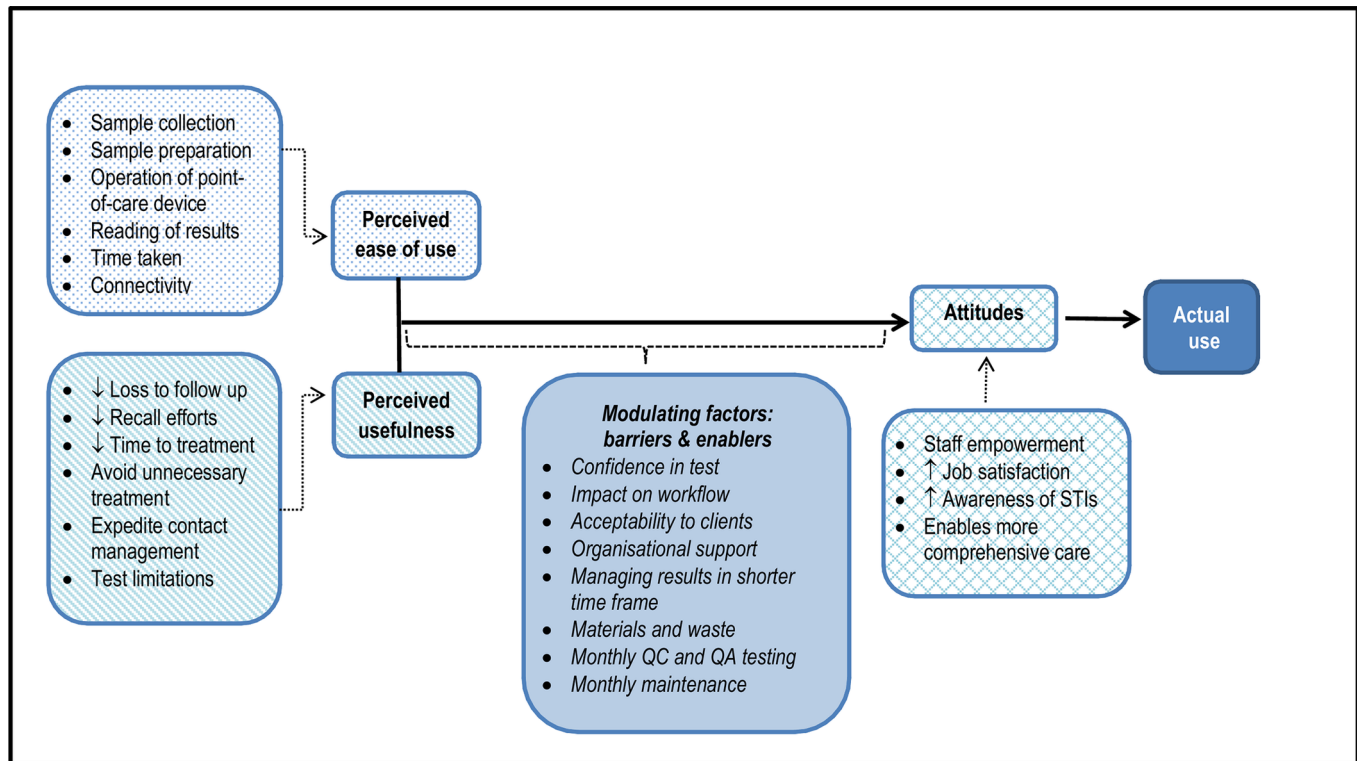 • Sample collection
• Sample preparation
• Operation of point-
of-care device
• Reading of results
• Time taken
• Connectivity
Perceived
ease of use
• ↓ Loss to follow up
• ↓ Recall efforts
• ↓ Time to treatment
• Avoid unnecessary
treatment
• Expedite contact
management
• Test limitations
Perceived
usefulness
Modulating factors:
barriers & enablers
• Confidence in test
• Impact on workflow
• Acceptability to clients
• Organisational support
• Managing results in shorter
time frame
• Materials and waste
• Monthly QC and QA testing
• Monthly maintenance
Attitudes
• Staff empowerment
• ↑ Job satisfaction
• ↑ Awareness of STIs
• Enables more
comprehensive care
Actual
use